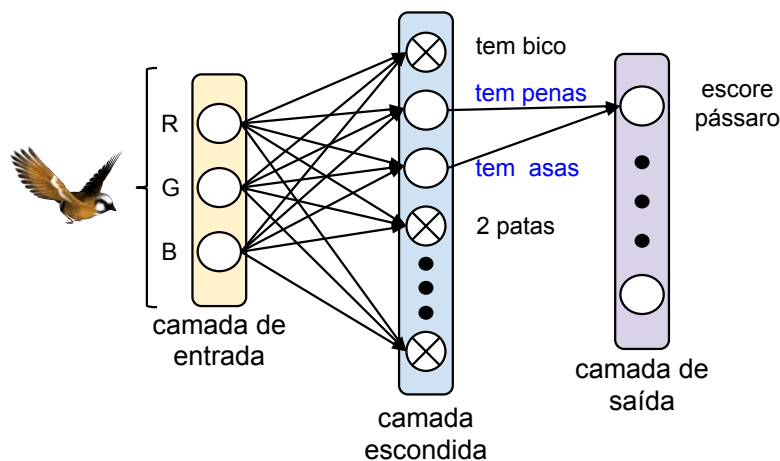 R
G
B
camada de
entrada
tem bico
tem penas
tem asas
2 patas
camada
escondida
escore
pássaro
camada de
saída